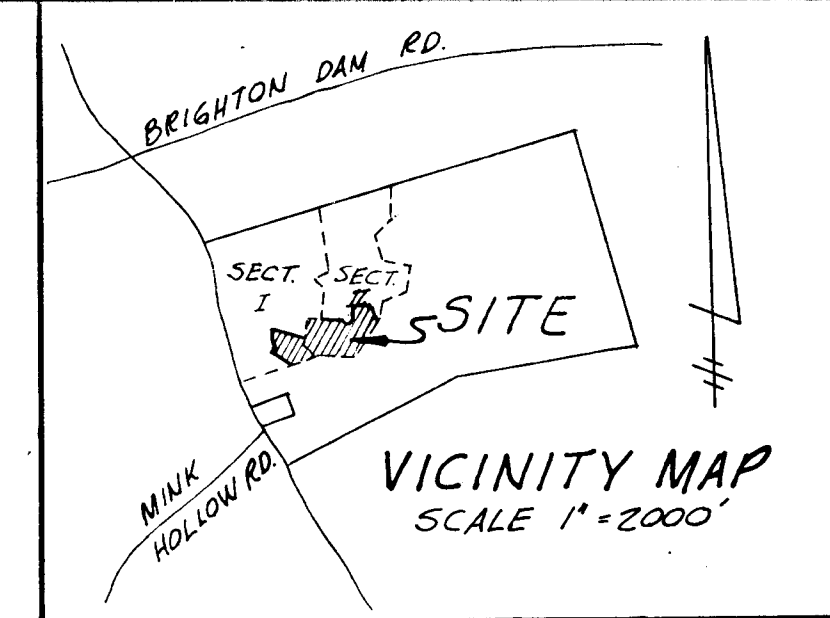 BRIGHTON DAM RD.
SECT.
I
SECT.
II
SITE
MINK
HOLLOW RD.
VICINITY MAP
SCALE 1" = 2000'